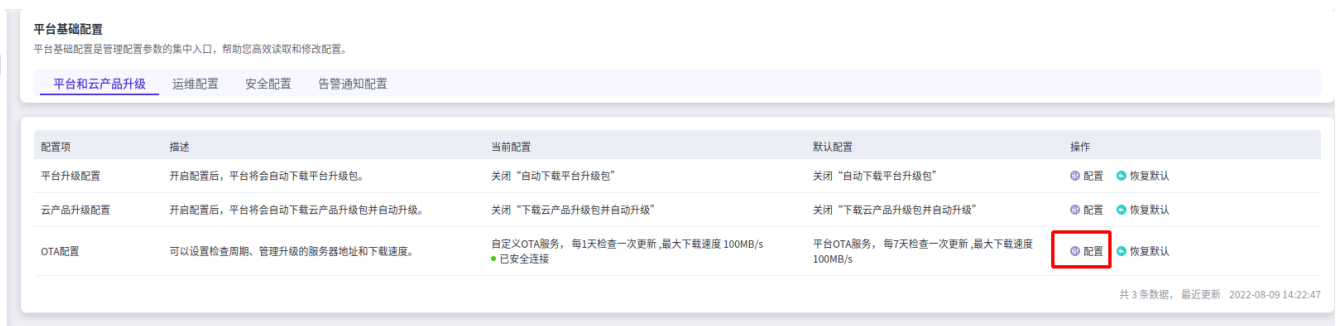 平台基础配置
平台基础配置是管理配置参数的集中入口，帮助您高效读取和修改配置。
平台和云产品升级 运维配置 安全配置 告警通知配置
配置项 描述 当前配置 默认配置 操作
平台升级配置 开启配置后，平台将会自动下载平台升级包。 关闭“自动下载平台升级包” 关闭“自动下载平台升级包” 配置 恢复默认
云产品升级配置 开启配置后，平台将会自动下载云产品升级包并自动升级。 关闭“下载云产品升级包并自动升级” 关闭“下载云产品升级包并自动升级” 配置 恢复默认
OTA配置 可以设置检查周期、管理升级的服务器地址和下载速度。 自定义OTA服务， 每1天检查一次更新 ,最大下载速度 100MB/s 平台OTA服务， 每7天检查一次更新 ,最大下载速度 配置 恢复默认
已安全连接 100MB/s
共 3 条数据， 最近更新 2022-08-09 14:22:47